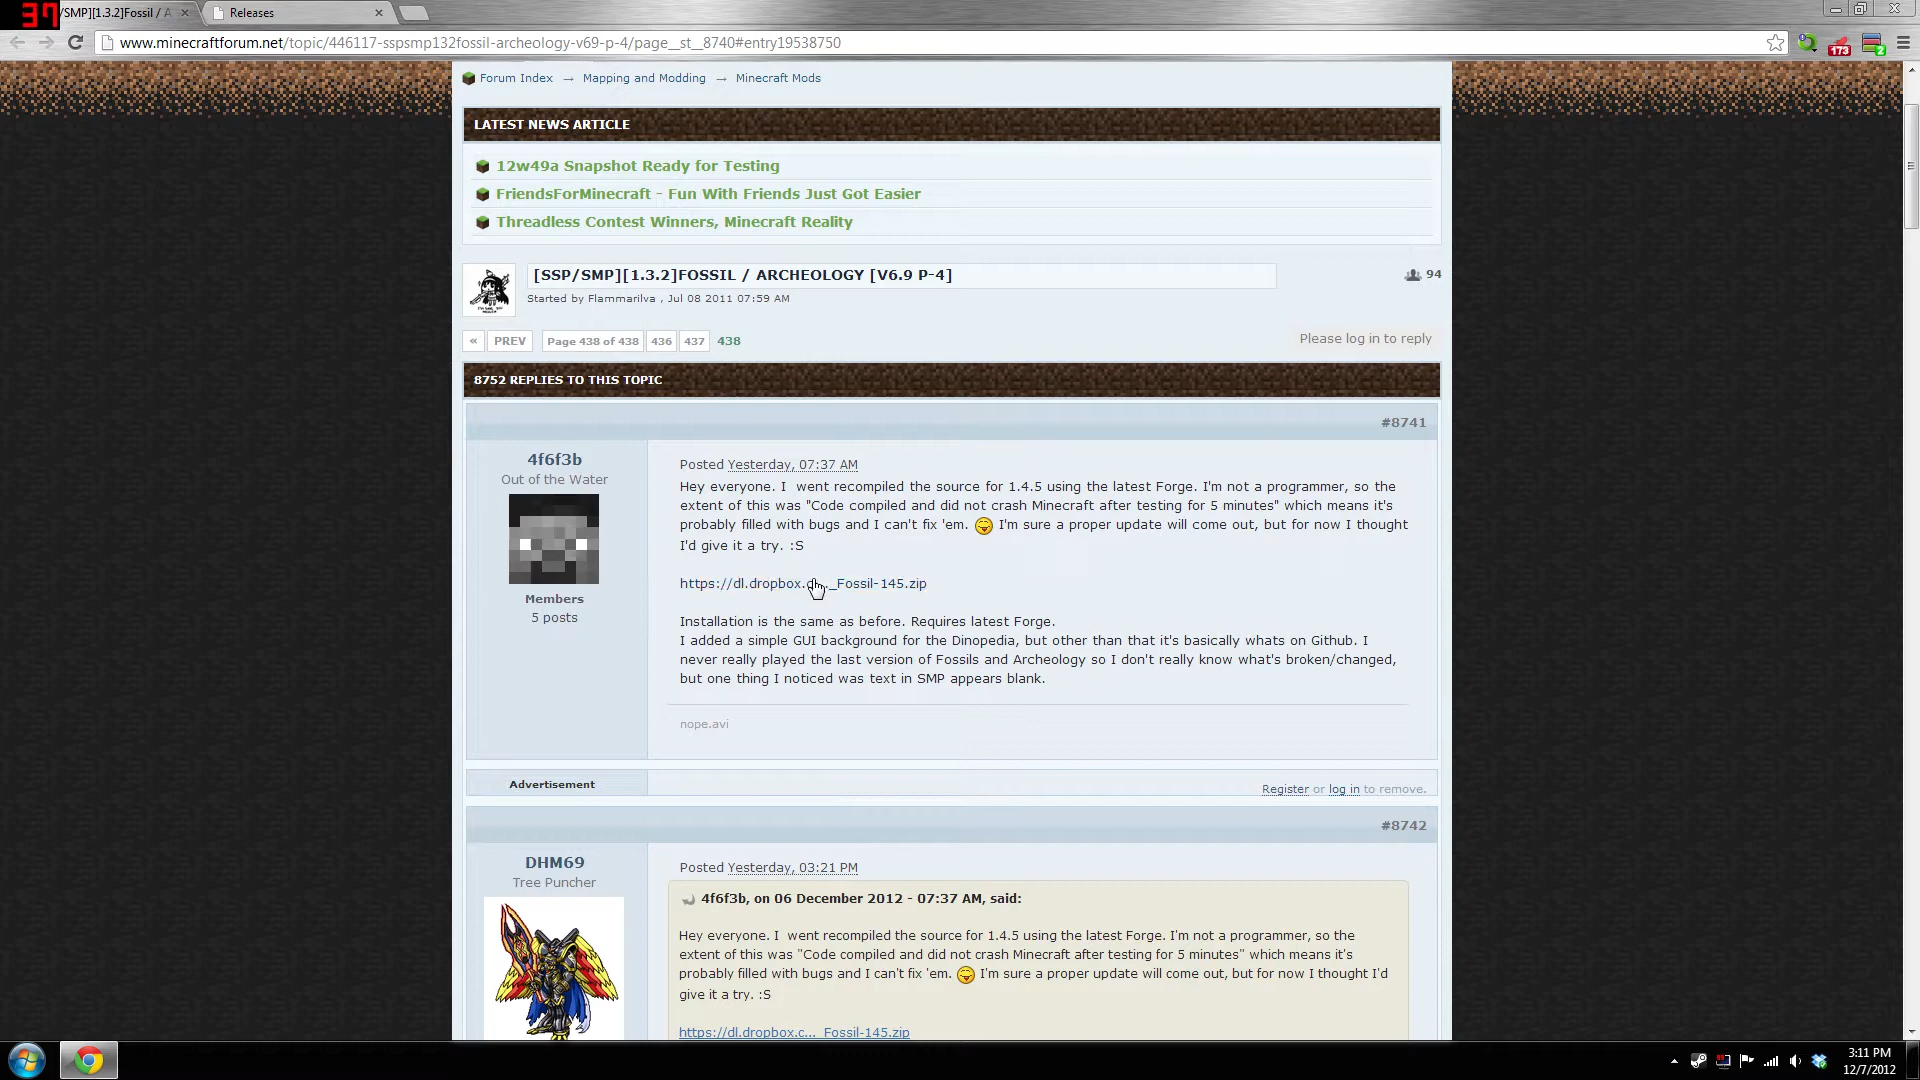 37
/SMP][1.3.2]Fossil / A
Releases
www.minecraftforum.net/topic/446117-sspsmp132fossil-archeology-v69-p-4/page__st__8740#entry19538750
173
2
Forum Index → Mapping and Modding → Minecraft Mods
LATEST NEWS ARTICLE
12w49a Snapshot Ready for Testing
FriendsForMinecraft - Fun With Friends Just Got Easier
Threadless Contest Winners, Minecraft Reality
[SSP/SMP][1.3.2]FOSSIL / ARCHEOLOGY [V6.9 P-4]
94
Started by Flammarilva , Jul 08 2011 07:59 AM
« PREV Page 438 of 438 436 437 438
Please log in to reply
8752 REPLIES TO THIS TOPIC
#8741
4f6f3b
Out of the Water
Members
5 posts
Posted Yesterday, 07:37 AM
Hey everyone. I went recompiled the source for 1.4.5 using the latest Forge. I'm not a programmer, so the
extent of this was "Code compiled and did not crash Minecraft after testing for 5 minutes" which means it's
probably filled with bugs and I can't fix 'em. I'm sure a proper update will come out, but for now I thought
I'd give it a try. :S
https://dl.dropbox.c..._Fossil-145.zip
Installation is the same as before. Requires latest Forge.
I added a simple GUI background for the Dinopedia, but other than that it's basically whats on Github. I
never really played the last version of Fossils and Archeology so I don't really know what's broken/changed,
but one thing I noticed was text in SMP appears blank.
nope.avi
Advertisement
Register or log in to remove.
#8742
DHM69
Tree Puncher
Posted Yesterday, 03:21 PM
4f6f3b, on 06 December 2012 - 07:37 AM, said:
Hey everyone. I went recompiled the source for 1.4.5 using the latest Forge. I'm not a programmer, so the
extent of this was "Code compiled and did not crash Minecraft after testing for 5 minutes" which means it's
probably filled with bugs and I can't fix 'em. I'm sure a proper update will come out, but for now I thought I'd
give it a try. :S
https://dl.dropbox.c..._Fossil-145.zip
3:11 PM
12/7/2012